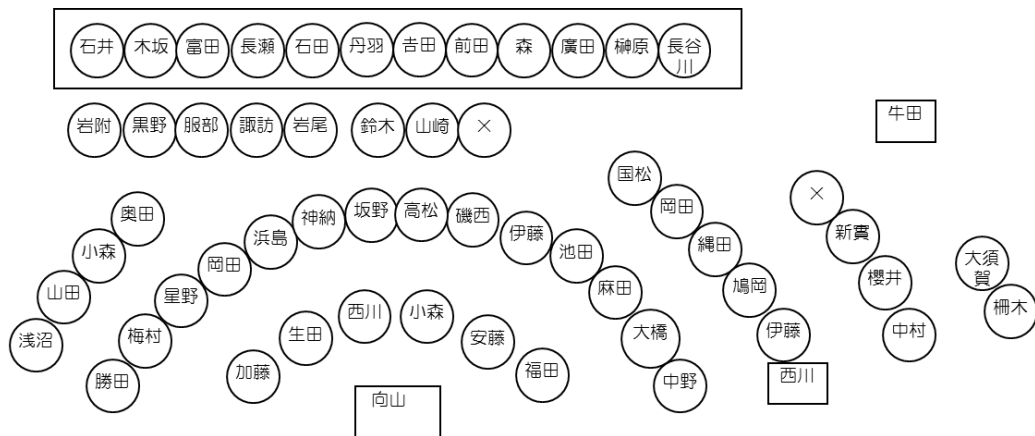 石井 木坂 富田 長瀬 石田 丹羽 𠮷田 前田 森 廣田 榊原 長谷川
岩附 黒野 服部 諏訪 岩尾 鈴木 山崎 ×
牛田
国松 岡田 縄田 鳩岡 伊藤
西川
× 新實 櫻井 中村
大須賀 柵木
奥田 小森 山田 浅沼
勝田 梅村 星野 岡田 浜島 神納 坂野 高松 磯西 伊藤 池田 麻田 大橋 中野
加藤 生田 西川 小森 安藤 福田
向山